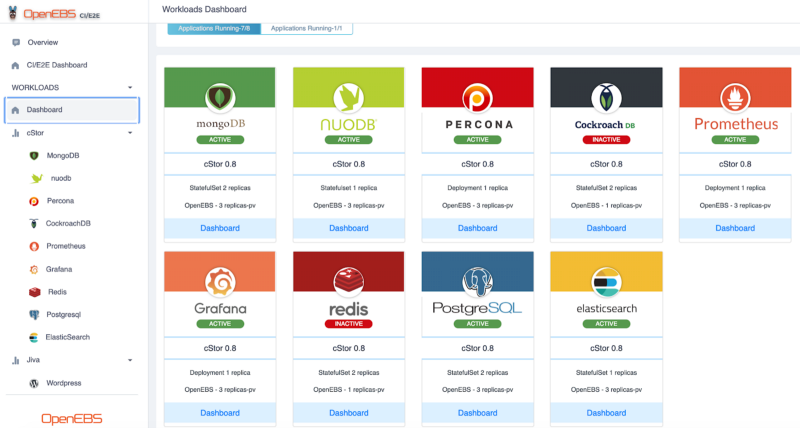 OpenEBS CI/E2E
Overview
CI/E2E Dashboard
WORKLOADS
Dashboard
cStor
MongoDB
nuodb
Percona
CockroachDB
Prometheus
Grafana
Redis
Postgresql
ElasticSearch
Jiva
Wordpress
OpenEBS
Workloads Dashboard
Applications Running-7/8
Applications Running-1/1
mongoDB
ACTIVE
cStor 0.8
StatefulSet 2 replicas
OpenEBS - 3 replicas-pv
Dashboard
NUODB
ACTIVE
cStor 0.8
Statefulset 1 replica
OpenEBS - 3 replicas-pv
Dashboard
PERCONA
ACTIVE
cStor 0.8
Deployment 1 replica
OpenEBS - 3 replicas-pv
Dashboard
Cockroach DB
INACTIVE
cStor 0.8
StatefulSet 2 replicas
OpenEBS - 1 replicas-pv
Dashboard
Prometheus
ACTIVE
cStor 0.8
Deployment 1 replica
OpenEBS - 3 replicas-pv
Dashboard
Grafana
ACTIVE
cStor 0.8
Deployment 1 replica
OpenEBS - 3 replicas-pv
Dashboard
redis
INACTIVE
cStor 0.8
StatefulSet 2 replicas
OpenEBS - 1 replicas-pv
Dashboard
PostgreSQL
ACTIVE
cStor 0.8
StatefulSet 2 replicas
OpenEBS - 3 replicas-pv
Dashboard
elasticsearch
ACTIVE
cStor 0.8
StatefulSet 1 replicas
OpenEBS - 3 replicas-pv
Dashboard